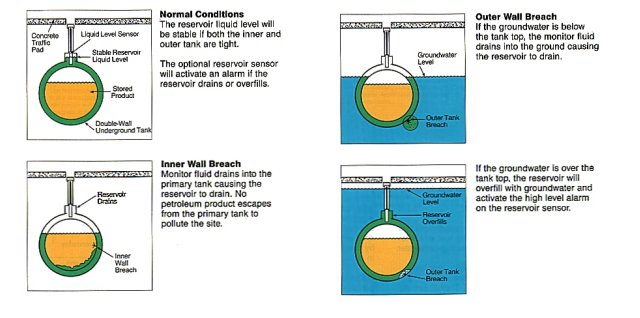 Normal Conditions
The reservoir liquid level will
be stable if both the inner and
outer tank are tight.
The optional reservoir sensor
will activate an alarm if the
reservoir drains or overfills.
Concrete
Traffic
Pad
Liquid Level Sensor
Stable Reservoir
Liquid Level
Stored
Product
Double-Wall
Underground Tank
Outer Wall Breach
If the groundwater is below
the tank top, the monitor fluid
drains into the ground causing
the reservoir to drain.
Groundwater
Level
Outer Tank
Breach
Inner Wall Breach
Monitor fluid drains into the
primary tank causing the
reservoir to drain. No
petroleum product escapes
from the primary tank to
pollute the site.
Reservoir
Drains
Inner
Wall
Breach
If the groundwater is over the
tank top, the reservoir will
overfill with groundwater and
activate the high level alarm
on the reservoir sensor.
Groundwater
Level
Reservoir
Overfills
Outer Tank
Breach